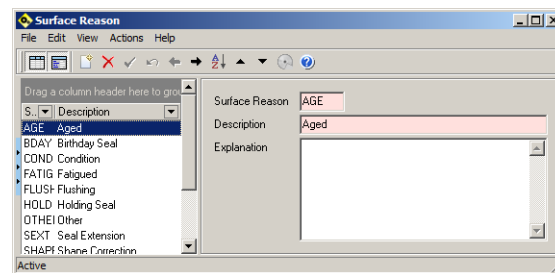 Surface Reason
File Edit View Actions Help
Drag a column header here to grou
S.. Description
AGE Aged
BDAY Birthday Seal
COND Condition
FATIG Fatigued
FLUSH Flushing
HOLD Holding Seal
OTHEI Other
SEXT Seal Extension
SHAPE Shape Correction
Surface Reason AGE
Description Aged
Explanation
Active